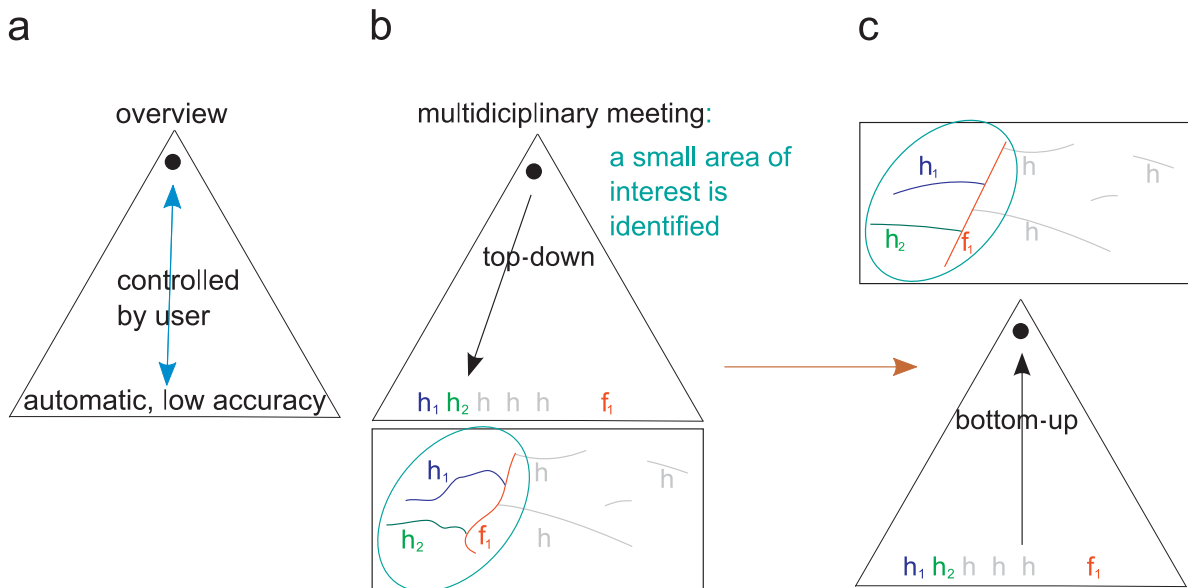 a
overview
controlled
by user
automatic, low accuracy
b
multidiciplinary meeting:
a small area of
interest is
identified
top-down
h₁ h₂ h h h f₁
h₁ h h
h₂ f₁ h
c
h₁ h h
h₂ f₁ h
bottom-up
h₁ h₂ h h h f₁